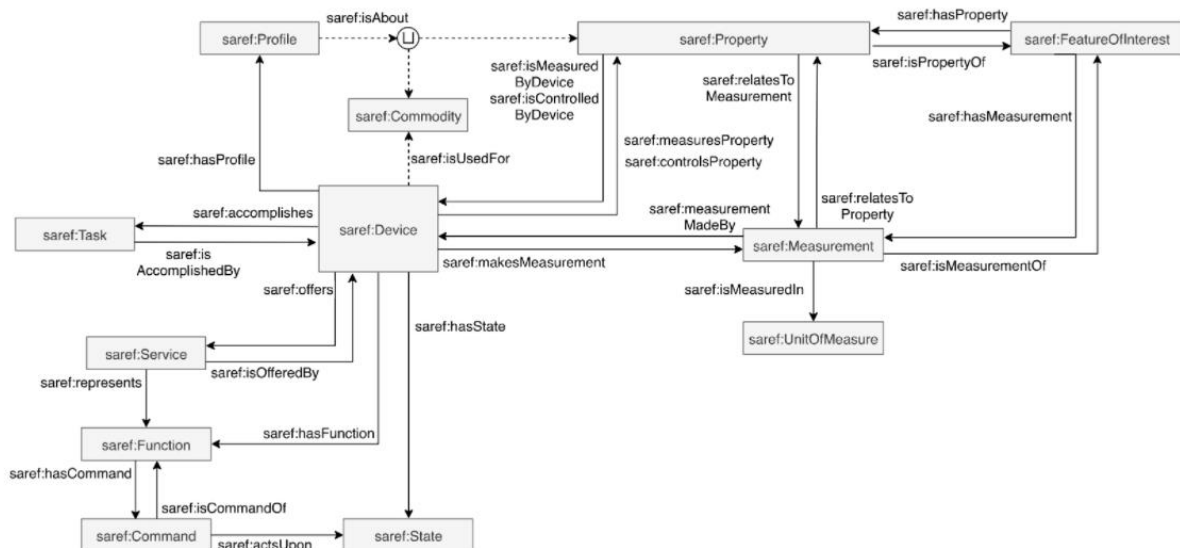 saref:isAbout
saref:hasProperty
saref:Profile
saref:Property
saref:FeatureOfInterest
saref:isPropertyOf
saref:isMeasured
ByDevice
saref:isControlled
ByDevice
saref:relatesTo
Measurement
saref:Commodity
saref:hasMeasurement
saref:measuresProperty
saref:controlsProperty
saref:hasProfile
saref:isUsedFor
saref:accomplishes
saref:Task
saref:Device
saref:measurement
MadeBy
saref:relatesTo
Property
saref:Measurement
saref:is
AccomplishedBy
saref:makesMeasurement
saref:isMeasurementOf
saref:offers
saref:isMeasuredIn
saref:hasState
saref:UnitOfMeasure
saref:Service
saref:isOfferedBy
saref:represents
saref:hasFunction
saref:Function
saref:hasCommand
saref:isCommandOf
saref:Command
saref:State
saref:actsUpon